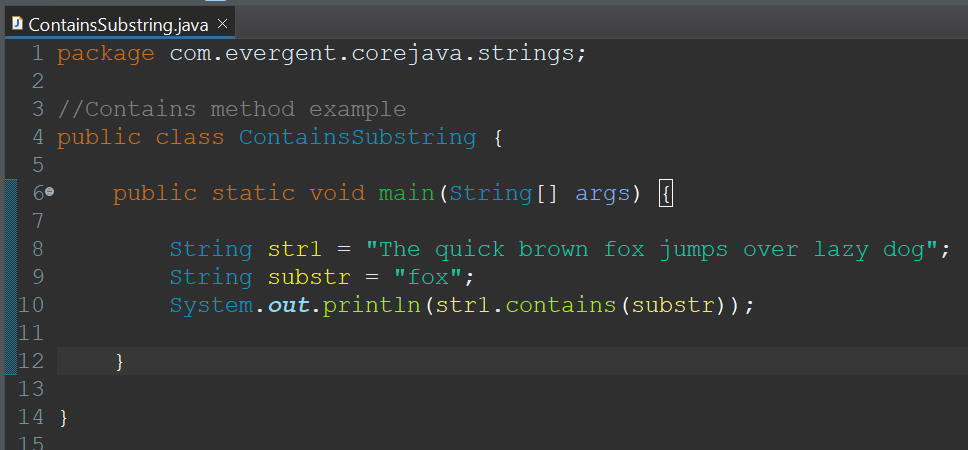 ContainsSubstring.java
1 package com.evergent.corejava.strings;
2
3 //Contains method example
4 public class ContainsSubstring {
5
6 public static void main(String[] args) {
7
8 String str1 = "The quick brown fox jumps over lazy dog";
9 String substr = "fox";
10 System.out.println(str1.contains(substr));
11
12 }
13
14 }
15